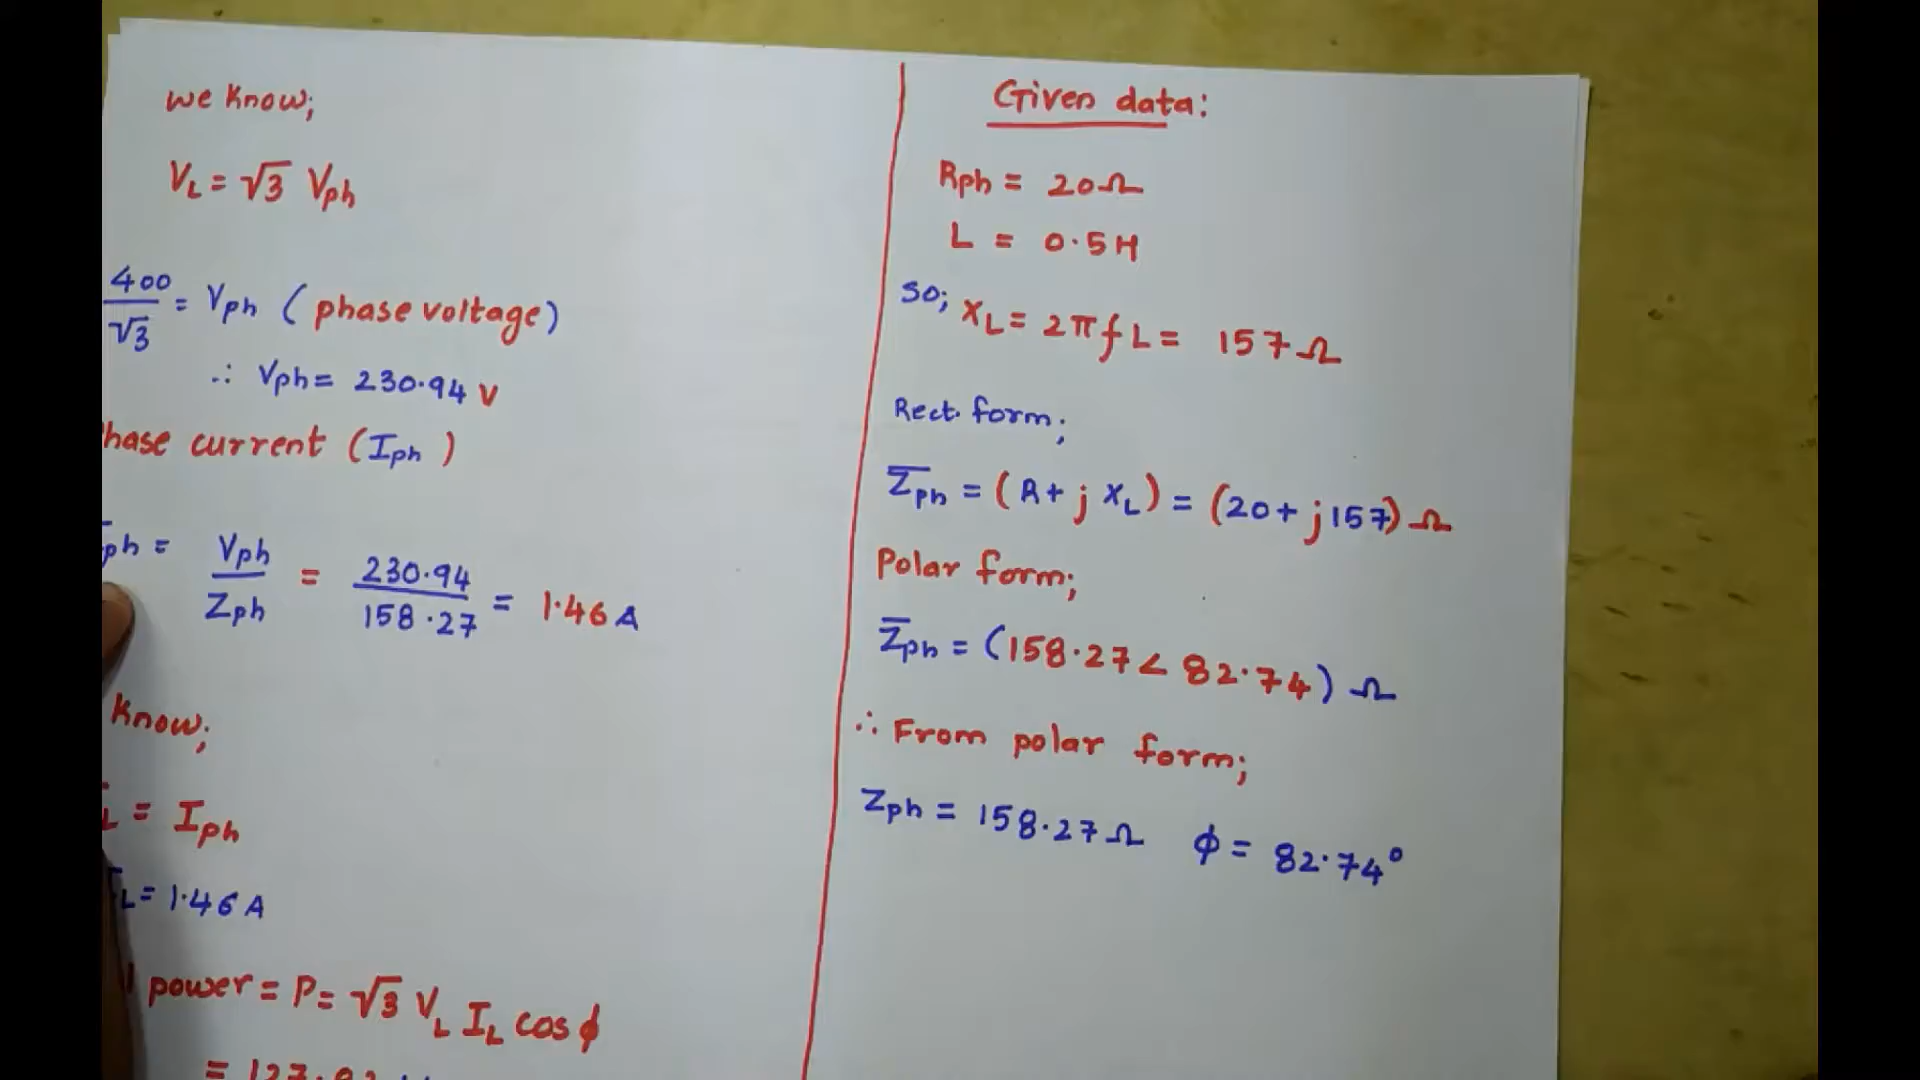 we know;
VL = √3 Vph
400/√3 = Vph (phase voltage)
∴ Vph = 230.94 V
hase current (Iph)
ph = Vph/Zph = 230.94/158.27 = 1.46 A
know;
L = Iph
L = 1.46 A
power = P = √3 VL IL cos ϕ
Given data:
Rph = 20Ω
L = 0.5H
so; XL = 2πfL = 157Ω
Rect. form;
Z̅ph = (R+j XL) = (20+j157) Ω
Polar form;
Z̅ph = (158.27 < 82.74) Ω
∴ From polar form;
Zph = 158.27Ω ϕ = 82.74°